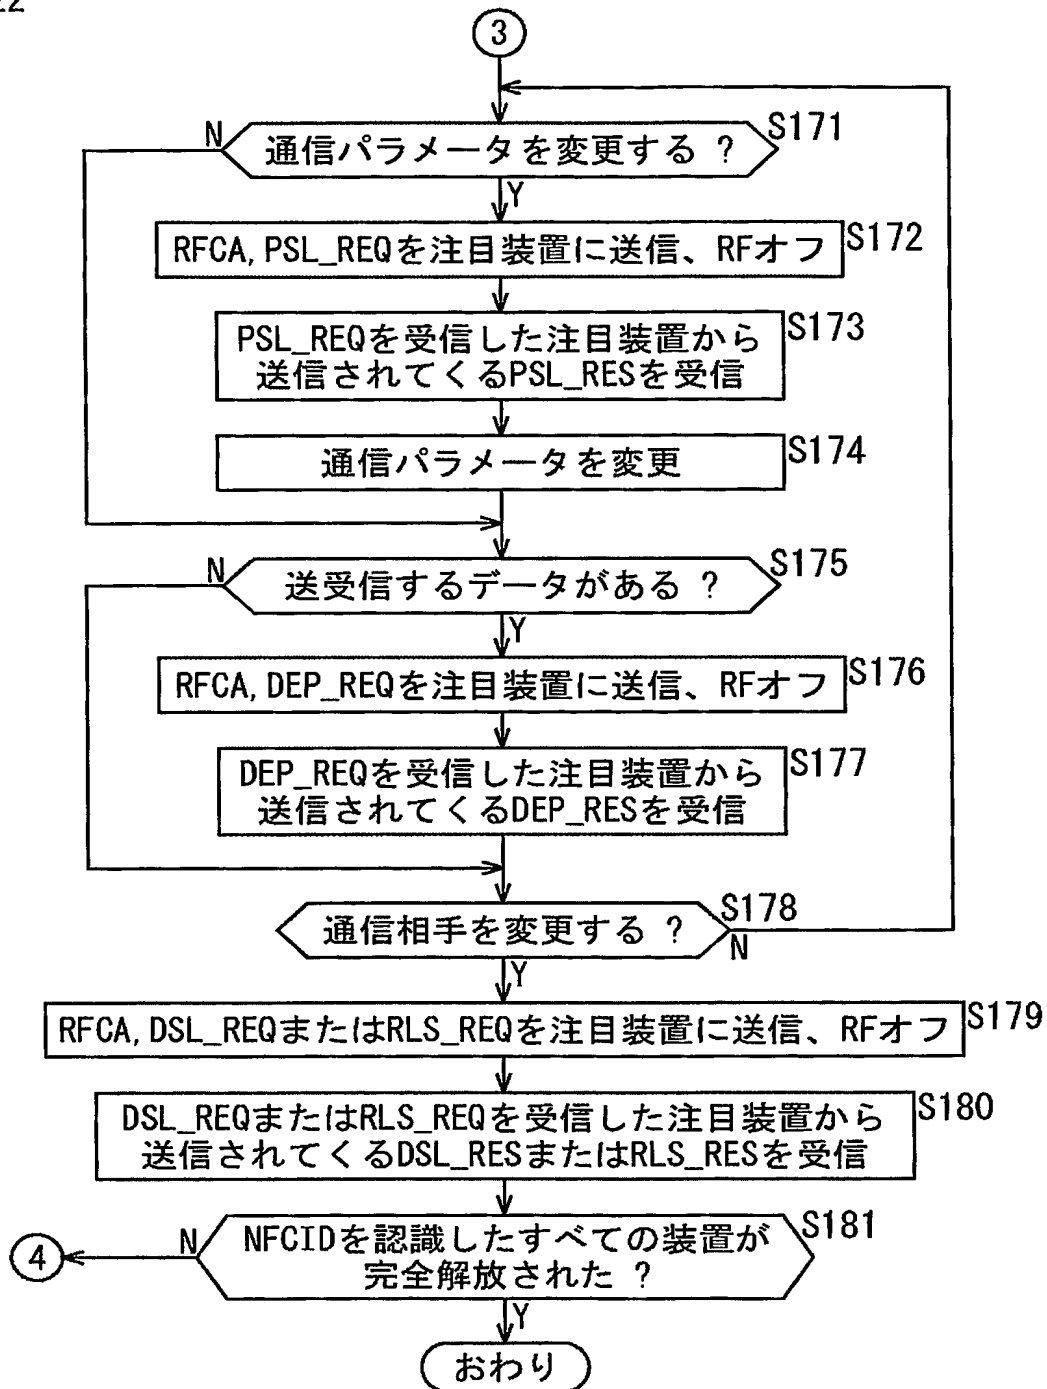 22
3
N
通信パラメータを変更する ?
S171
Y
RFCA, PSL_REQを注目装置に送信、RFオフ
S172
PSL_REQを受信した注目装置から
送信されてくるPSL_RESを受信
S173
通信パラメータを変更
S174
N
送受信するデータがある ?
S175
Y
RFCA, DEP_REQを注目装置に送信、RFオフ
S176
DEP_REQを受信した注目装置から
送信されてくるDEP_RESを受信
S177
通信相手を変更する ?
S178
N
Y
RFCA, DSL_REQまたはRLS_REQを注目装置に送信、RFオフ
S179
DSL_REQまたはRLS_REQを受信した注目装置から
送信されてくるDSL_RESまたはRLS_RESを受信
S180
4
N
NFCIDを認識したすべての装置が
完全解放された ?
S181
Y
おわり